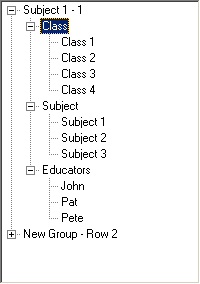 Subject 1 - 1
Class
Class 1
Class 2
Class 3
Class 4
Subject
Subject 1
Subject 2
Subject 3
Educators
John
Pat
Pete
New Group - Row 2